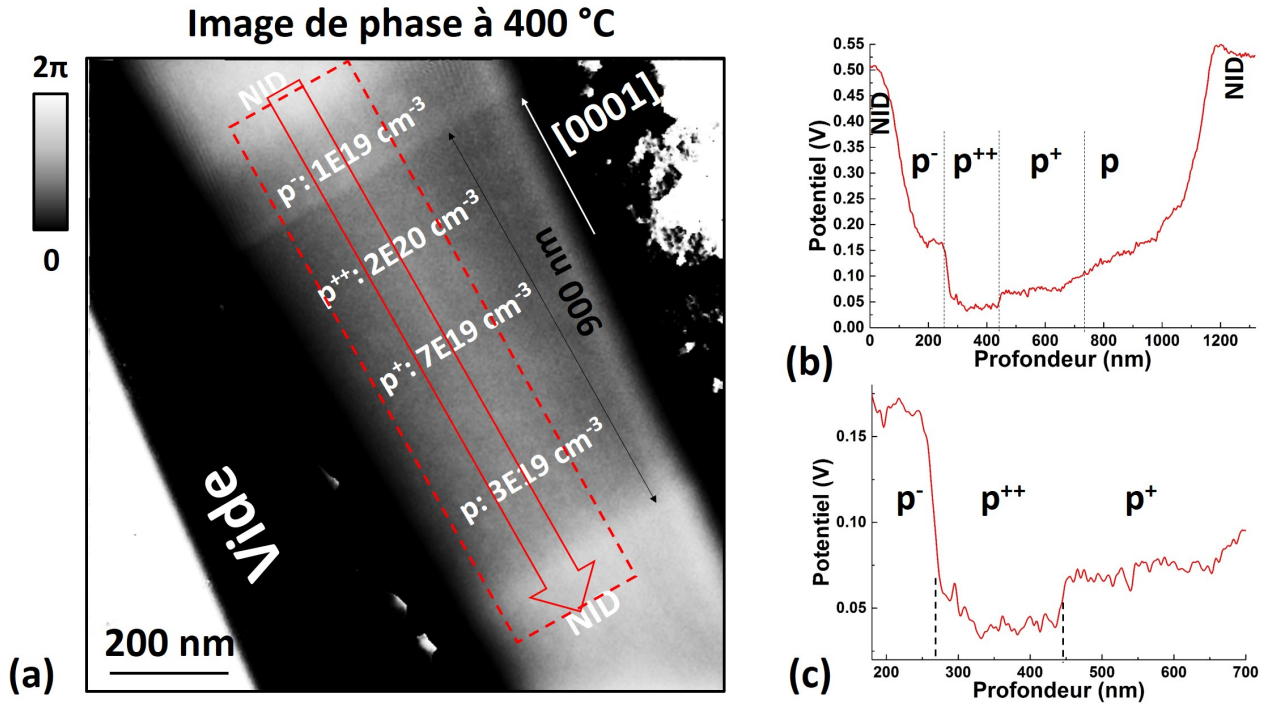 Image de phase à 400 °C
2π
0
NID
[0001]
p-: 1E19 cm-3
p++: 2E20 cm-3
900 nm
p+: 7E19 cm-3
p: 3E19 cm-3
Vide
NID
200 nm
(a)
Potentiel (V)
0.55
0.50
0.45
0.40
0.35
0.30
0.25
0.20
0.15
0.10
0.05
0.00
NID
p- p++ p+ p
NID
0 200 400 600 800 1000 1200
Profondeur (nm)
(b)
Potentiel (V)
0.15
0.10
0.05
p- p++ p+
200 300 400 500 600 700
Profondeur (nm)
(c)